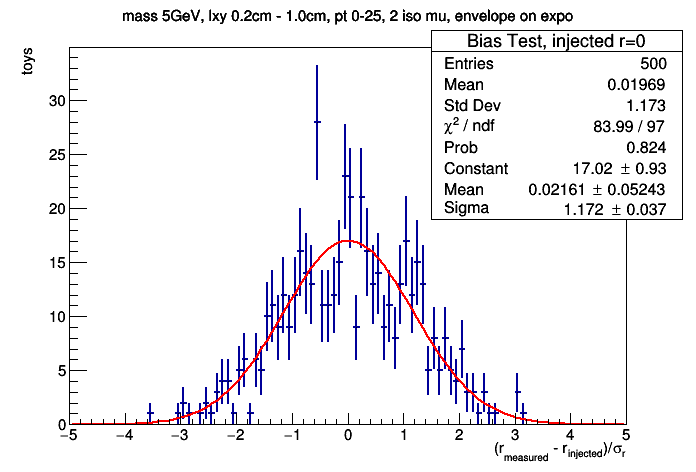 mass 5GeV, lxy 0.2cm - 1.0cm, pt 0-25, 2 iso mu, envelope on expo
Bias Test, injected r=0
Entries 500
Mean 0.01969
Std Dev 1.173
χ² / ndf 83.99 / 97
Prob 0.824
Constant 17.02 ± 0.93
Mean 0.02161 ± 0.05243
Sigma 1.172 ± 0.037
toys
30
25
20
15
10
5
0
−5 −4 −3 −2 −1 0 1 2 3 4 5
(r_measured - r_injected)/σ_r